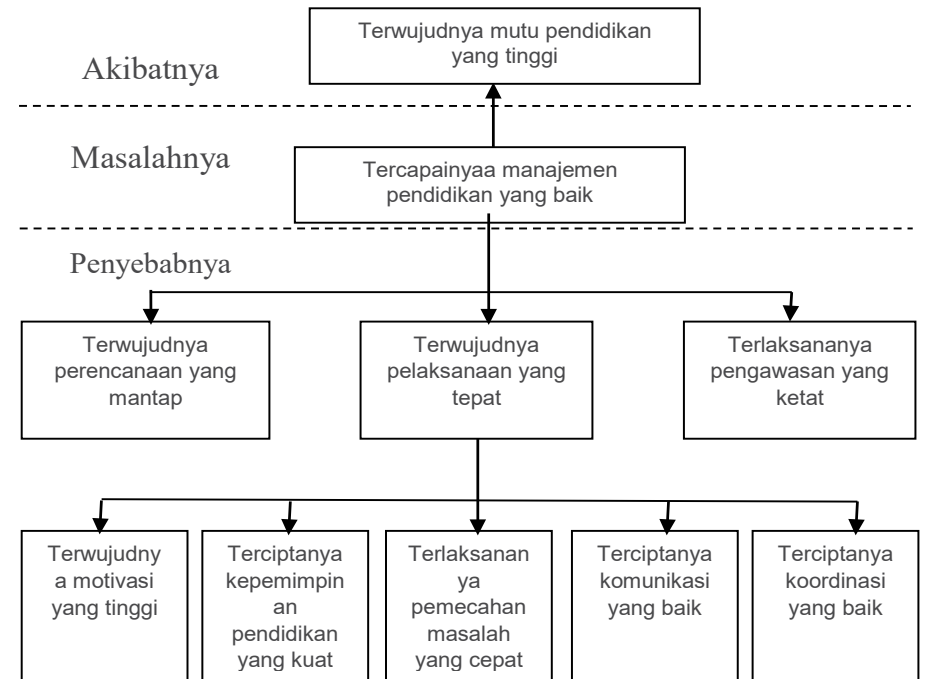 Terwujudnya mutu pendidikan
yang tinggi
Akibatnya
Masalahnya
Tercapainyaa manajemen
pendidikan yang baik
Penyebabnya
Terwujudnya
perencanaan yang
mantap
Terwujudnya
pelaksanaan yang
tepat
Terlaksananya
pengawasan yang
ketat
Terwujudny
a motivasi
yang tinggi
Terciptanya
kepemimpin
an
pendidikan
yang kuat
Terlaksanan
ya
pemecahan
masalah
yang cepat
Terciptanya
komunikasi
yang baik
Terciptanya
koordinasi
yang baik